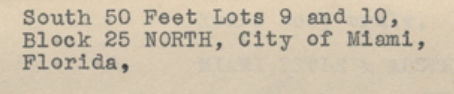 South 50 Feet Lots 9 and 10,
Block 25 NORTH, City of Miami,
Florida,